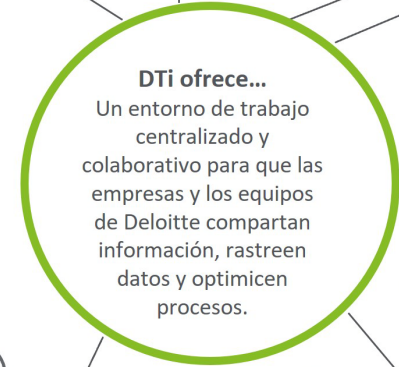 DTi ofrece...
Un entorno de trabajo
centralizado y
colaborativo para que las
empresas y los equipos
de Deloitte compartan
información, rastreen
datos y optimicen
procesos.